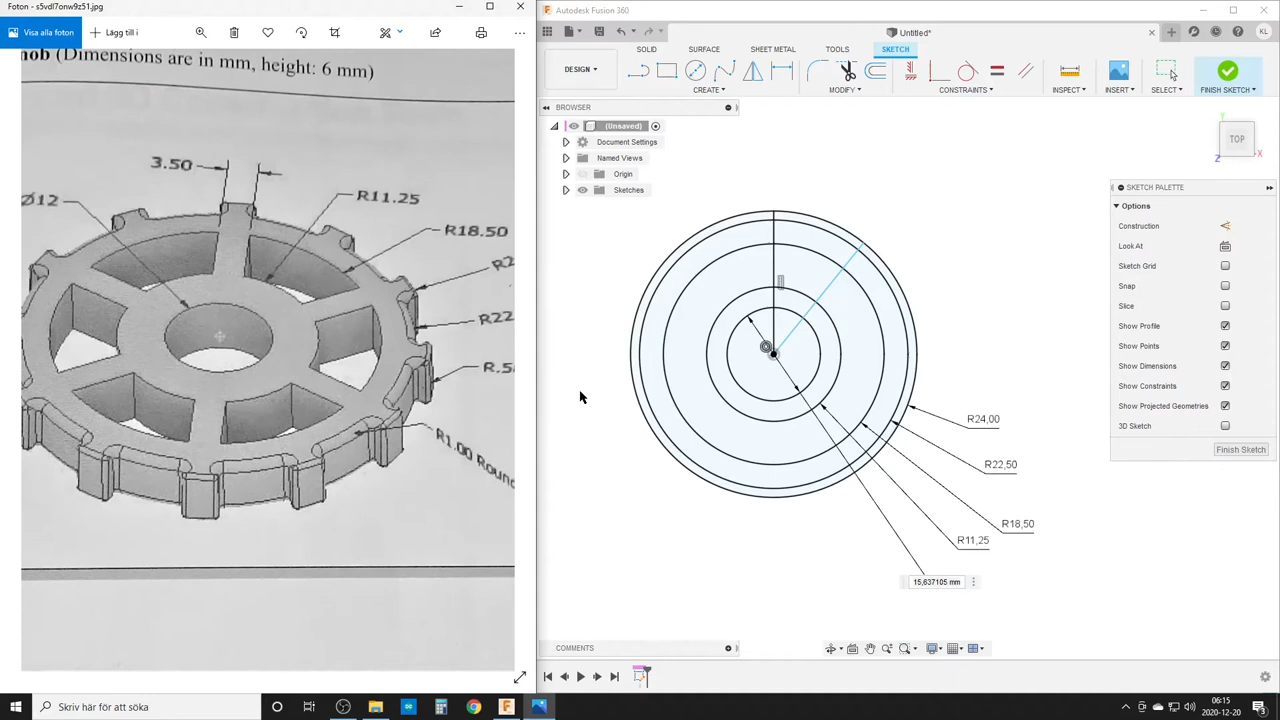 Foton - s5vdl7onw9z51.jpg
Visa alla foton
Lägg till i
(Dimensions are in mm, height: 6 mm)
3.50
Ø12
R11.25
R18.50
R22
R1.00 Round
Autodesk Fusion 360
Untitled*
KL
SOLID
SURFACE
SHEET METAL
TOOLS
SKETCH
DESIGN
CREATE
MODIFY
CONSTRAINTS
INSPECT
INSERT
SELECT
FINISH SKETCH
BROWSER
(Unsaved)
Document Settings
Named Views
Origin
Sketches
TOP
Y
X
Z
SKETCH PALETTE
Options
Construction
Look At
Sketch Grid
Snap
Slice
Show Profile
Show Points
Show Dimensions
Show Constraints
Show Projected Geometries
3D Sketch
Finish Sketch
R24,00
R22,50
R18,50
R11,25
15,637105 mm
COMMENTS
Skriv här för att söka
06:15
2020-12-20